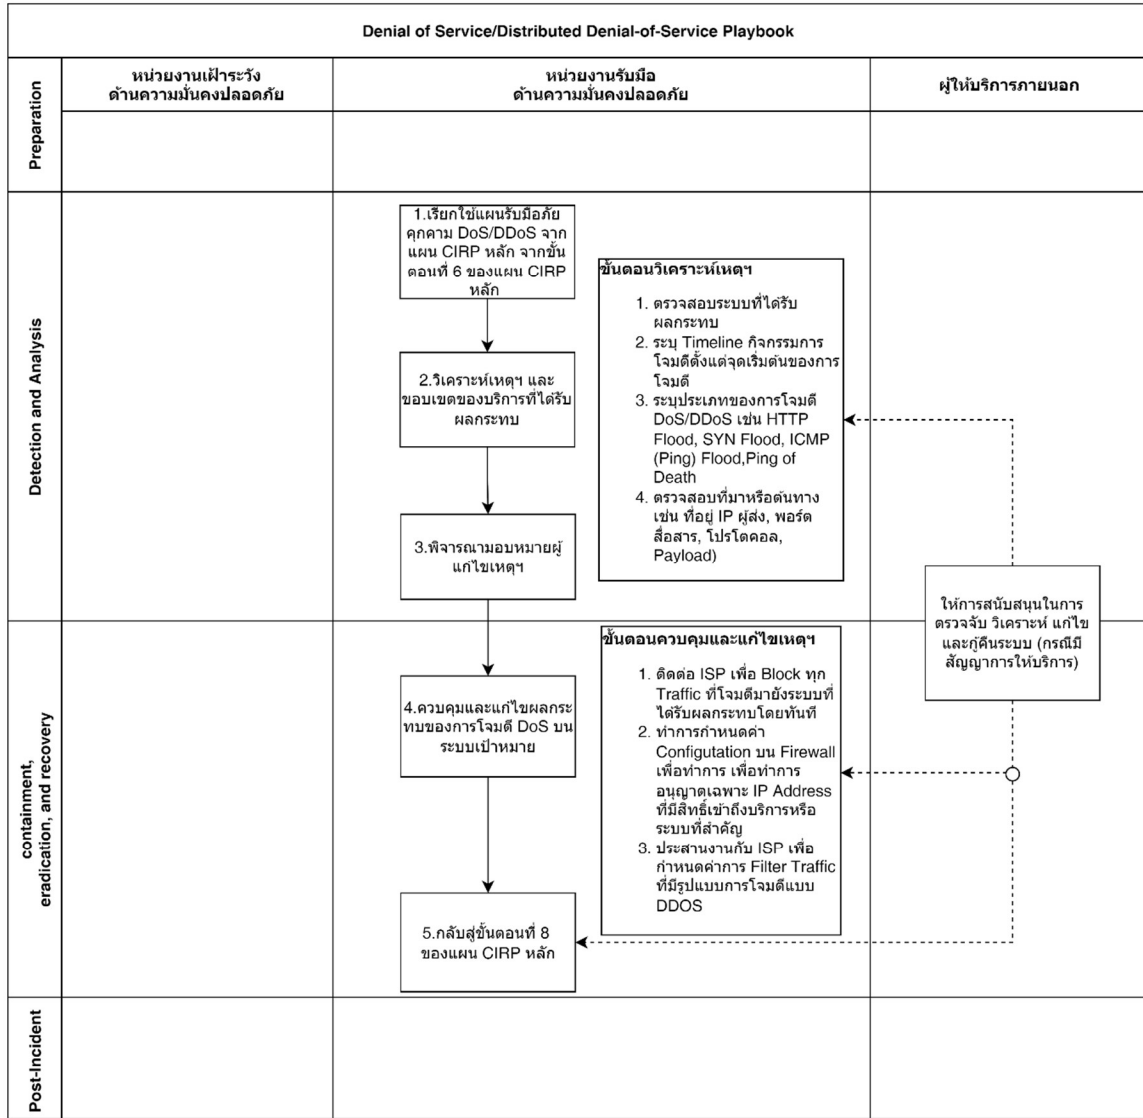 Denial of Service/Distributed Denial-of-Service Playbook
หน่วยงานเฝ้าระวัง
ด้านความมั่นคงปลอดภัย
หน่วยงานรับมือ
ด้านความมั่นคงปลอดภัย
ผู้ให้บริการภายนอก
Preparation
Detection and Analysis
1.เรียกใช้แผนรับมือภัย
คุกคาม DoS/DDoS จาก
แผน CIRP หลัก จากขั้น
ตอนที่ 6 ของแผน CIRP
หลัก
2.วิเคราะห์เหตุฯ และ
ขอบเขตของบริการที่ได้รับ
ผลกระทบ
3.พิจารณามอบหมายผู้
แก้ไขเหตุฯ
ขั้นตอนวิเคราะห์เหตุฯ
1. ตรวจสอบระบบที่ได้รับ
ผลกระทบ
2. ระบุ Timeline กิจกรรมการ
โจมตีตั้งแต่จุดเริ่มต้นของการ
โจมตี
3. ระบุประเภทของการโจมตี
DoS/DDoS เช่น HTTP
Flood, SYN Flood, ICMP
(Ping) Flood,Ping of
Death
4. ตรวจสอบที่มาหรือต้นทาง
เช่น ที่อยู่ IP ผู้ส่ง, พอร์ต
สื่อสาร, โปรโตคอล,
Payload)
ให้การสนับสนุนในการ
ตรวจจับ วิเคราะห์ แก้ไข
และกู้คืนระบบ (กรณีมี
สัญญาการให้บริการ)
containment,
eradication, and recovery
4.ควบคุมและแก้ไขผลกระ
ทบของการโจมตี DoS บน
ระบบเป้าหมาย
5.กลับสู่ขั้นตอนที่ 8
ของแผน CIRP หลัก
ขั้นตอนควบคุมและแก้ไขเหตุฯ
1. ติดต่อ ISP เพื่อ Block ทุก
Traffic ที่โจมตีมายังระบบที่
ได้รับผลกระทบโดยทันที
2. ทำการกำหนดค่า
Configutation บน Firewall
เพื่อทำการ เพื่อทำการ
อนุญาตเฉพาะ IP Address
ที่มีสิทธิ์เข้าถึงบริการหรือ
ระบบที่สำคัญ
3. ประสานงานกับ ISP เพื่อ
กำหนดค่าการ Filter Traffic
ที่มีรูปแบบการโจมตีแบบ
DDOS
Post-Incident